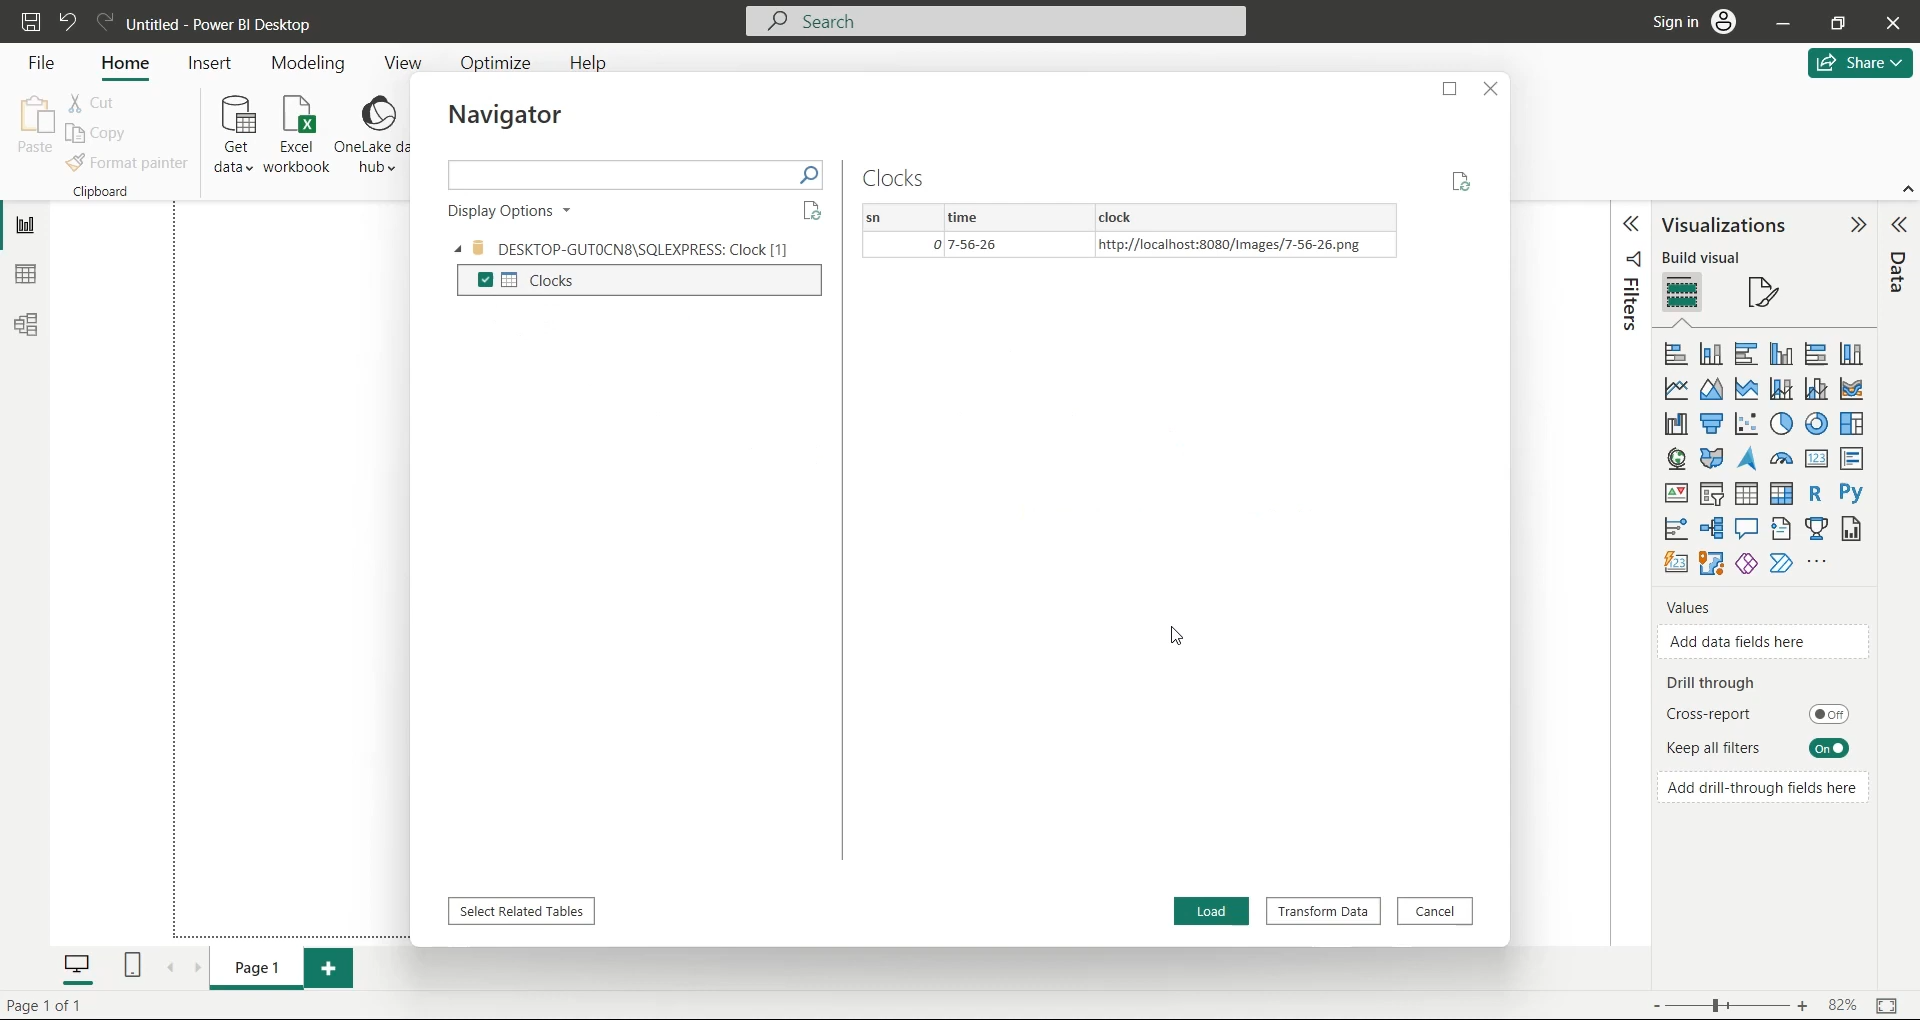 Untitled - Power BI Desktop
Search
Sign in
File
Home
Insert
Modeling
View
Optimize
Help
Share
Paste
Cut
Copy
Format painter
Clipboard
Get data
Excel workbook
OneLake da
hub
Navigator
Display Options
DESKTOP-GUT0CN8\SQLEXPRESS: Clock [1]
Clocks
Clocks
sn time clock
0 7-56-26 http://localhost:8080/Images/7-56-26.png
Select Related Tables
Load
Transform Data
Cancel
Filters
Visualizations
Build visual
123
R
Py
123
Values
Add data fields here
Drill through
Cross-report
Off
Keep all filters
On
Add drill-through fields here
Data
Page 1
Page 1 of 1
- + 82%